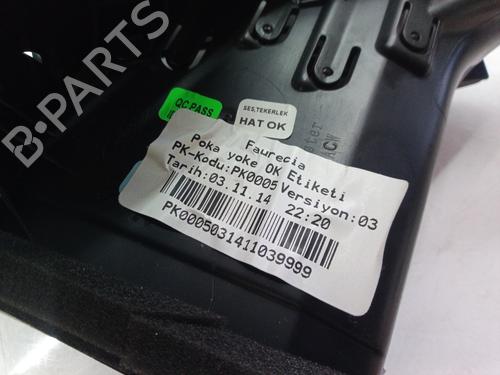 B-PARTS
QC.PASS
SES,TEKERLEK
HAT OK
Faurecia
Poka yoke OK Etiketi
PK-Kodu:PK0005 Versiyon:03
Tarih:03.11.14 22:20
PK0005031411039999